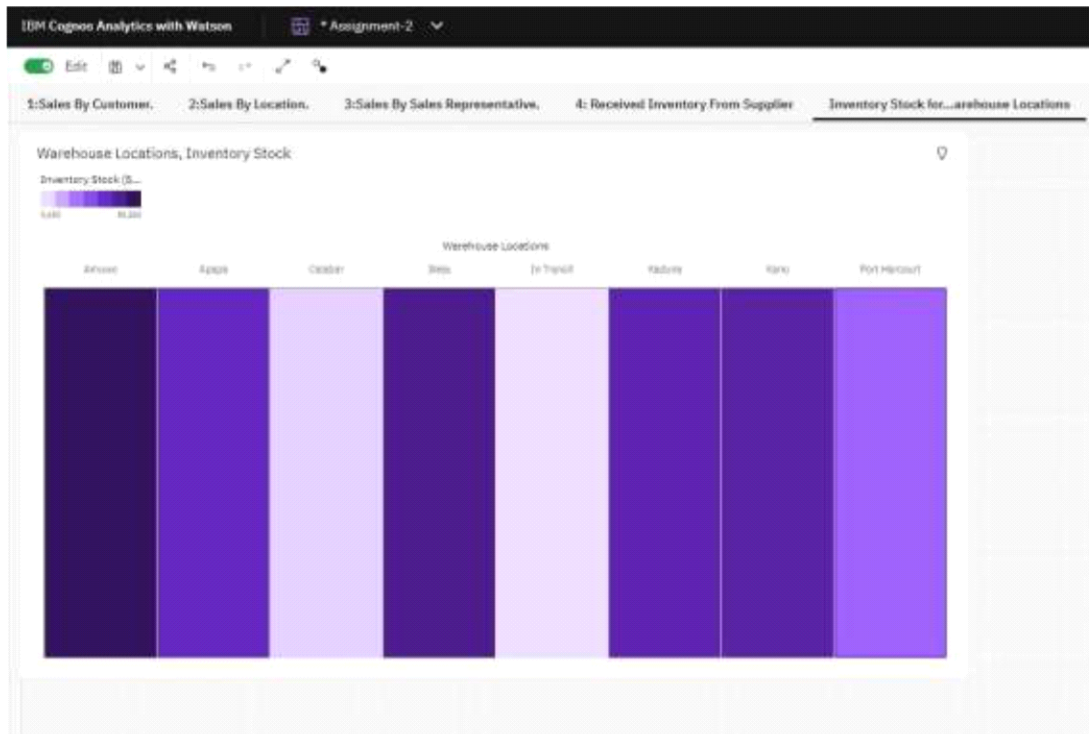 IBM Cognos Analytics with Watson
* Assignment-2
Edit
1:Sales By Customer.
2:Sales By Location.
3:Sales By Sales Representative.
4: Received Inventory From Supplier
Inventory Stock for...arehouse Locations
Warehouse Locations, Inventory Stock
Inventory Stock (S...
Warehouse Locations
Apapa
Calabar
In Transit
Kaduna
Kano
Port Harcourt